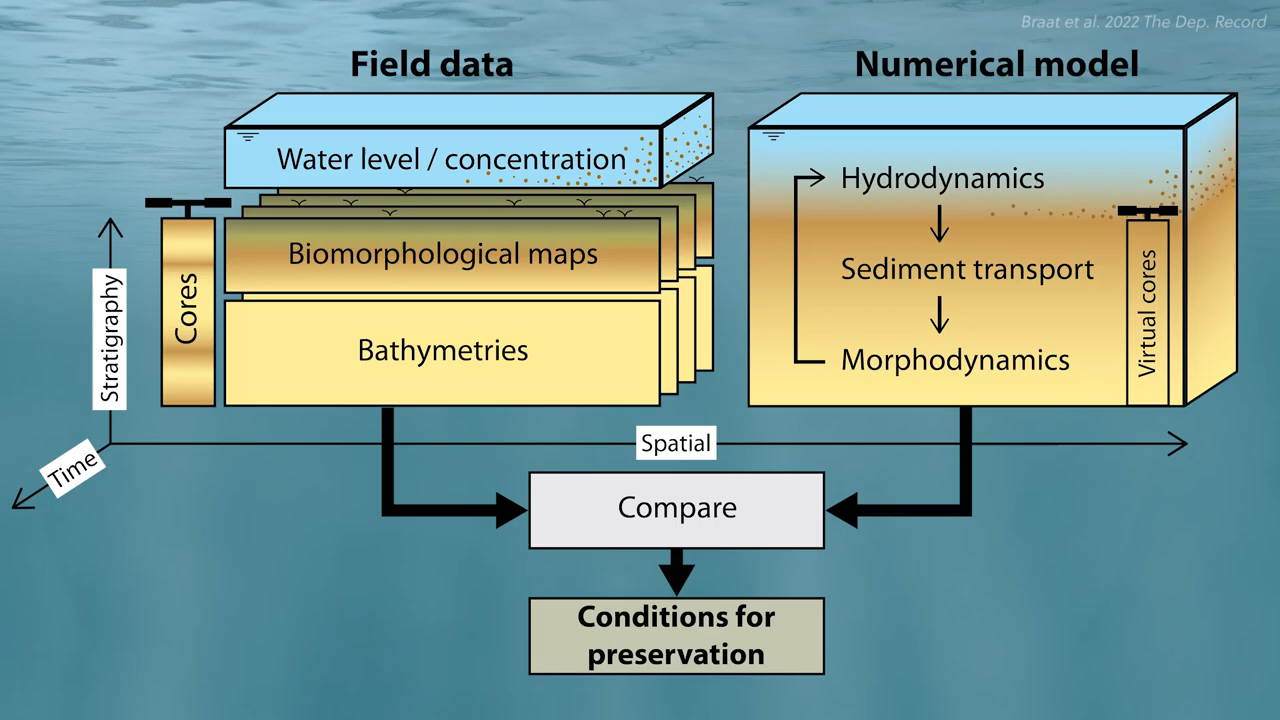 Braat et al. 2022 The Dep. Record
Field data
Numerical model
Water level / concentration
Biomorphological maps
Bathymetries
Cores
Stratigraphy
Time
Spatial
Hydrodynamics
Sediment transport
Morphodynamics
Virtual cores
Compare
Conditions for
preservation